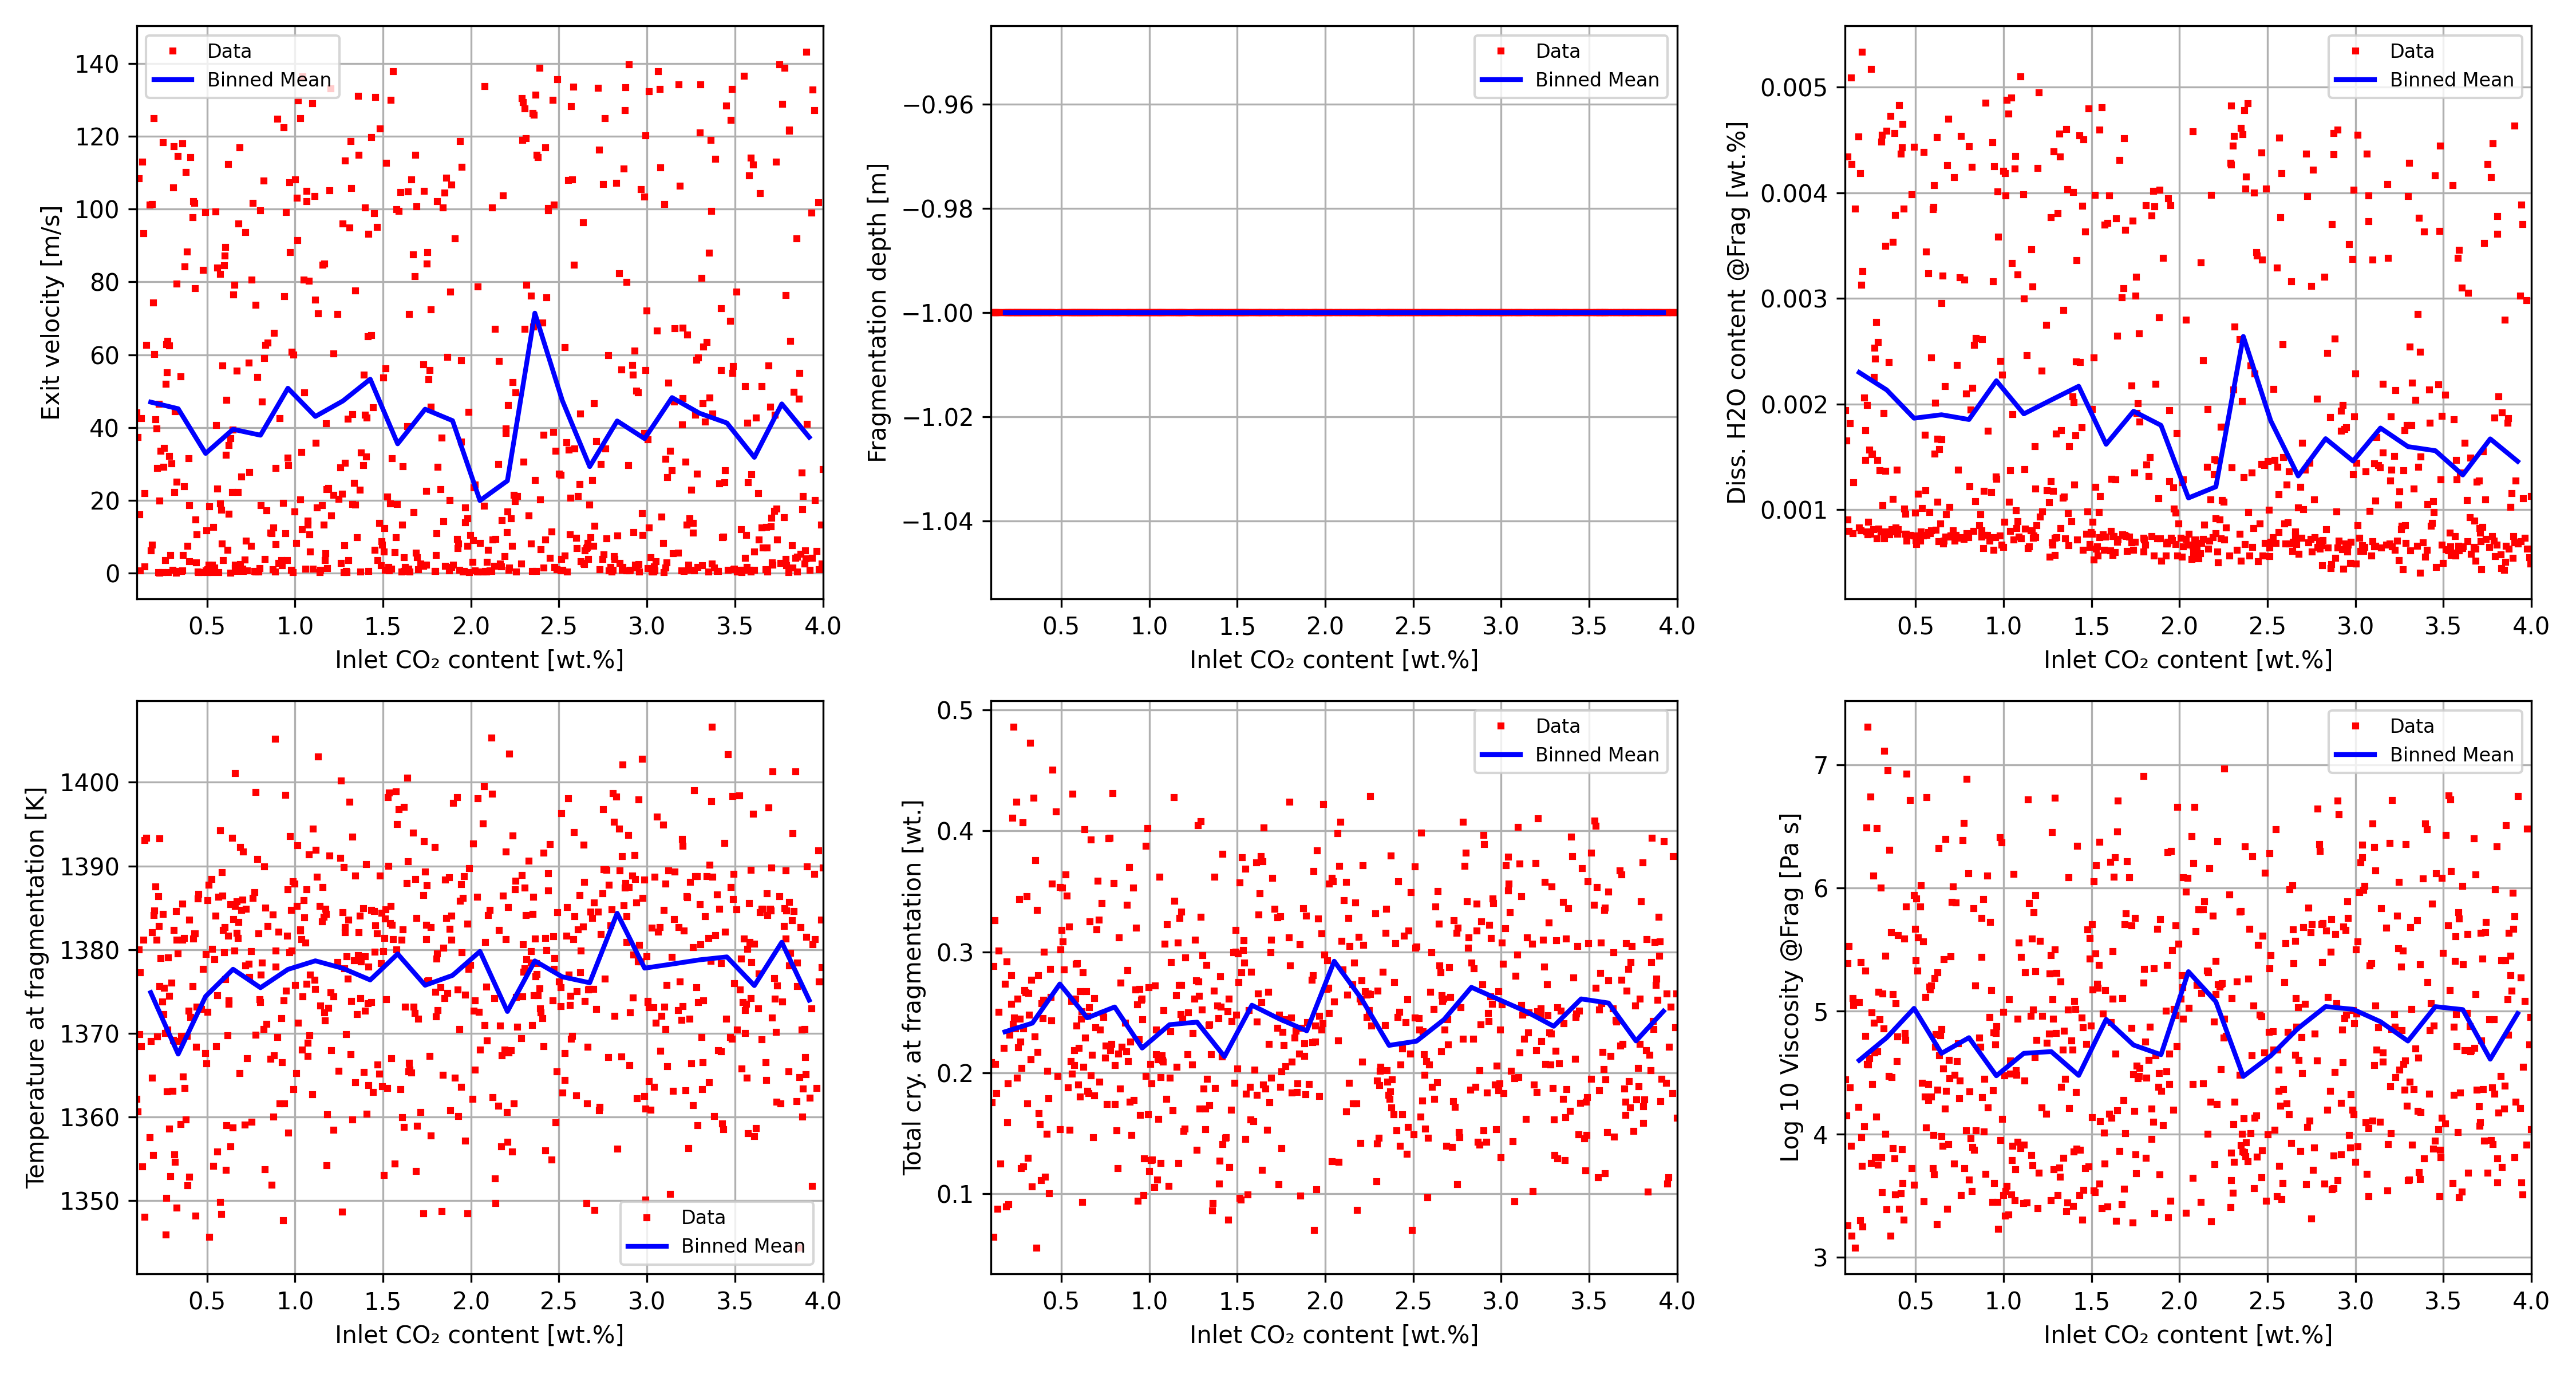 Exit velocity [m/s]
140
120
100
80
60
40
20
0
Data
Binned Mean
0.5 1.0 1.5 2.0 2.5 3.0 3.5 4.0
Inlet CO₂ content [wt.%]
Fragmentation depth [m]
−0.96
−0.98
−1.00
−1.02
−1.04
Data
Binned Mean
0.5 1.0 1.5 2.0 2.5 3.0 3.5 4.0
Inlet CO₂ content [wt.%]
Diss. H2O content @Frag [wt.%]
0.005
0.004
0.003
0.002
0.001
Data
Binned Mean
0.5 1.0 1.5 2.0 2.5 3.0 3.5 4.0
Inlet CO₂ content [wt.%]
Temperature at fragmentation [K]
1400
1390
1380
1370
1360
1350
Data
Binned Mean
0.5 1.0 1.5 2.0 2.5 3.0 3.5 4.0
Inlet CO₂ content [wt.%]
Total cry. at fragmentation [wt.]
0.5
0.4
0.3
0.2
0.1
Data
Binned Mean
0.5 1.0 1.5 2.0 2.5 3.0 3.5 4.0
Inlet CO₂ content [wt.%]
Log 10 Viscosity @Frag [Pa s]
7
6
5
4
3
Data
Binned Mean
0.5 1.0 1.5 2.0 2.5 3.0 3.5 4.0
Inlet CO₂ content [wt.%]